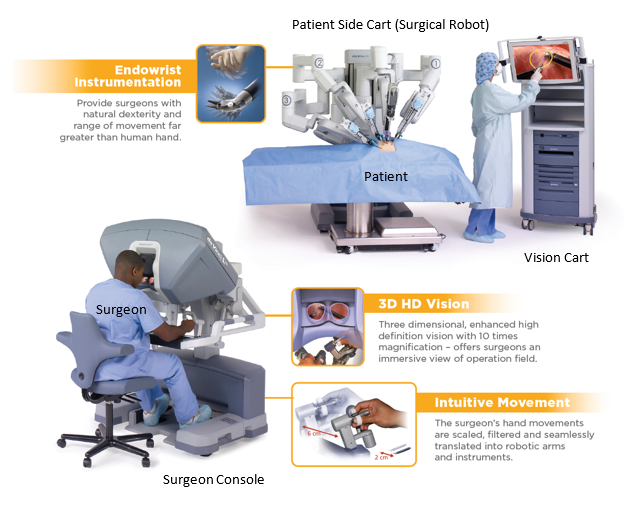 Patient Side Cart (Surgical Robot)
Endowrist
Instrumentation
Provide surgeons with
natural dexterity and
range of movement far
greater than human hand.
2
1
3
Patient
Vision Cart
Surgeon
3D HD Vision
Three dimensional, enhanced high
definition vision with 10 times
magnification – offers surgeons an
immersive view of operation field.
Intuitive Movement
The surgeon's hand movements
are scaled, filtered and seamlessly
translated into robotic arms
and instruments.
6 cm
2 cm
Surgeon Console